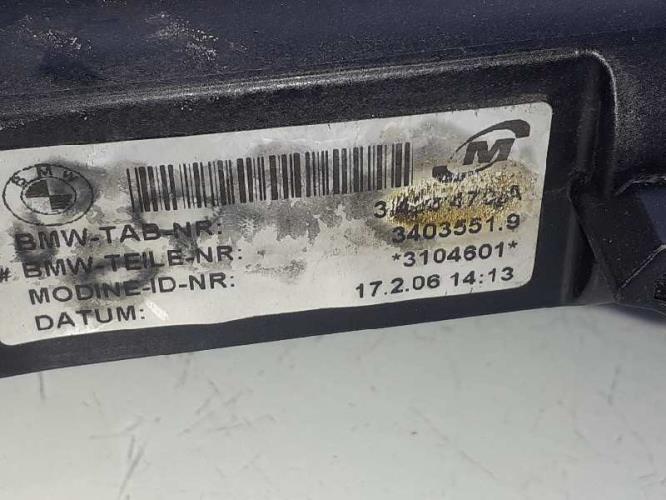 BMW
M
BMW-TAB-NR:
# BMW-TEILE-NR: 3403551.9
MODINE-ID-NR: *3104601*
DATUM: 17.2.06 14:13